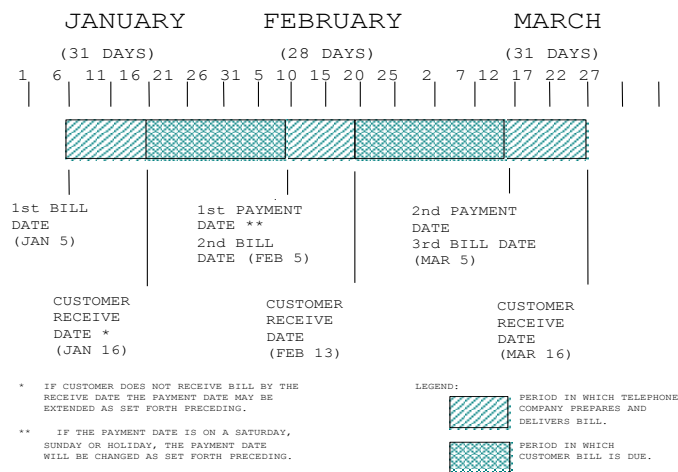 JANUARY FEBRUARY MARCH
(31 DAYS) (28 DAYS) (31 DAYS)
1 6 11 16 21 26 31 5 10 15 20 25 2 7 12 17 22 27
1st BILL
DATE
(JAN 5)
1st PAYMENT
DATE **
2nd BILL
DATE (FEB 5)
2nd PAYMENT
DATE
3rd BILL DATE
(MAR 5)
CUSTOMER
RECEIVE
DATE *
(JAN 16)
CUSTOMER
RECEIVE
DATE
(FEB 13)
CUSTOMER
RECEIVE
DATE
(MAR 16)
* IF CUSTOMER DOES NOT RECEIVE BILL BY THE
RECEIVE DATE THE PAYMENT DATE MAY BE
EXTENDED AS SET FORTH PRECEDING.
** IF THE PAYMENT DATE IS ON A SATURDAY,
SUNDAY OR HOLIDAY, THE PAYMENT DATE
WILL BE CHANGED AS SET FORTH PRECEDING.
LEGEND:
PERIOD IN WHICH TELEPHONE
COMPANY PREPARES AND
DELIVERS BILL.
PERIOD IN WHICH
CUSTOMER BILL IS DUE.